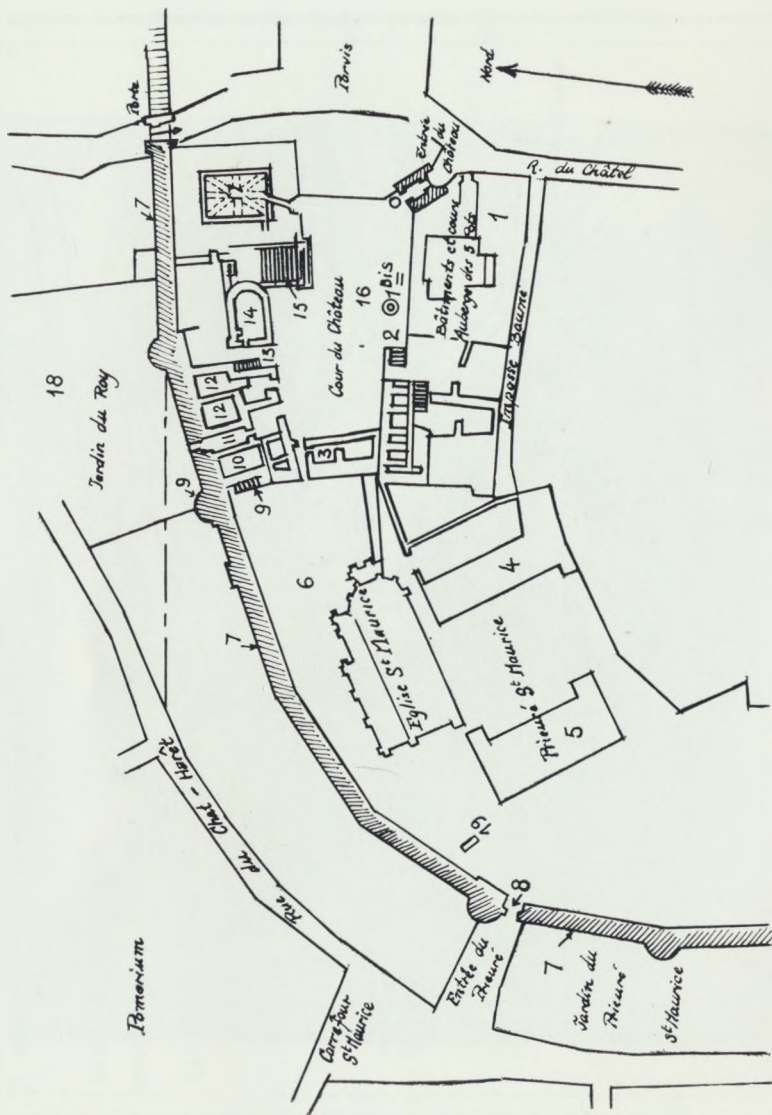 Porte
Parvis
Nord
Entrée
du
Château
R. du Châtel
7
17
18
Jardin du Roy
14
15
16
1 Bis
Cour du Château
2
Bâtiments et cour
Auberge des 3 Rois
1
Impasse Baume
13
12
12
11
10
9
9
3
6
7
4
Eglise St Maurice
Prieuré St Maurice
5
19
8
Rue du Chat-Haret
Pomerium
Carrefour
St Maurice
Entrée du
Prieuré
7
Jardin du
Prieuré
St Maurice